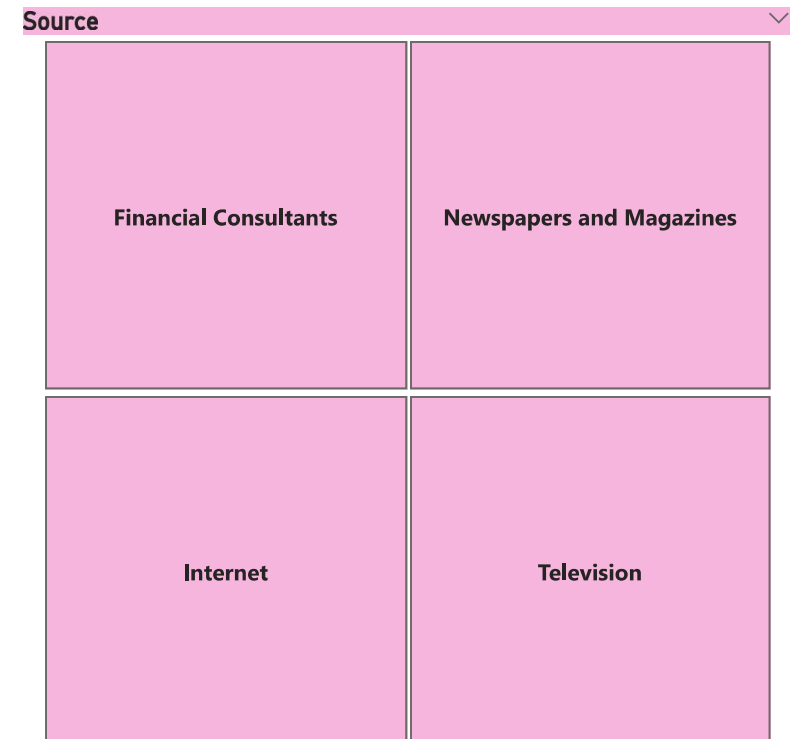 Source
Financial Consultants
Newspapers and Magazines
Internet
Television